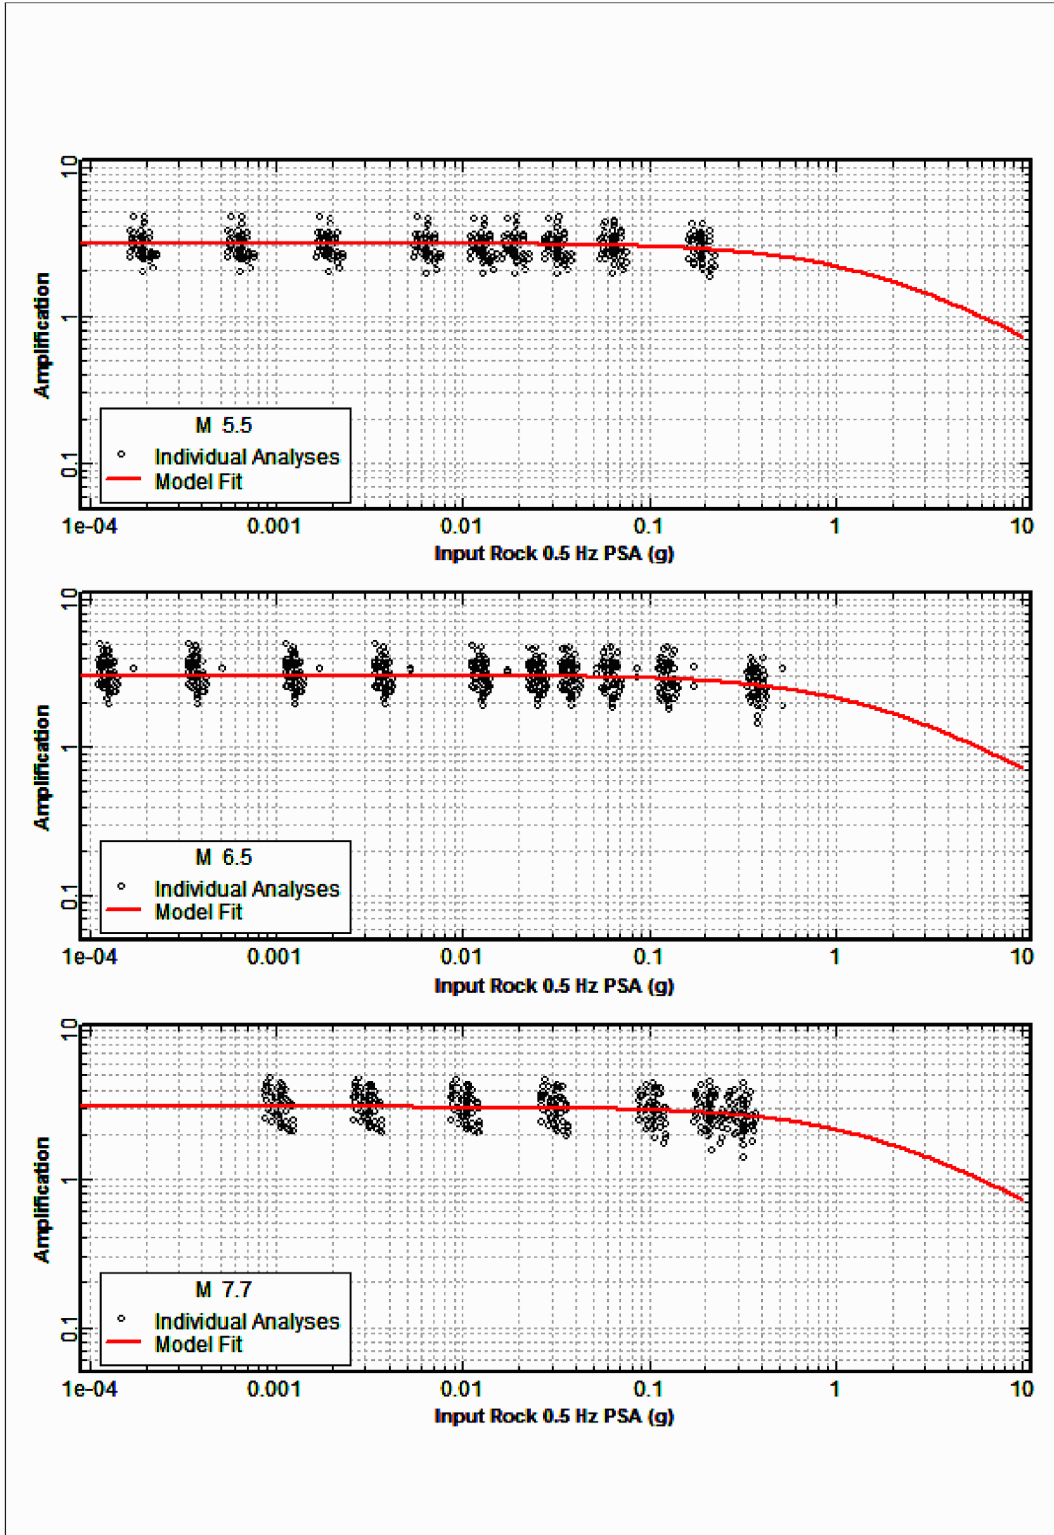 10
1
0.1
Amplification
M 5.5
Individual Analyses
Model Fit
1e-04 0.001 0.01 0.1 1 10
Input Rock 0.5 Hz PSA (g)
10
1
0.1
Amplification
M 6.5
Individual Analyses
Model Fit
1e-04 0.001 0.01 0.1 1 10
Input Rock 0.5 Hz PSA (g)
10
1
0.1
Amplification
M 7.7
Individual Analyses
Model Fit
1e-04 0.001 0.01 0.1 1 10
Input Rock 0.5 Hz PSA (g)